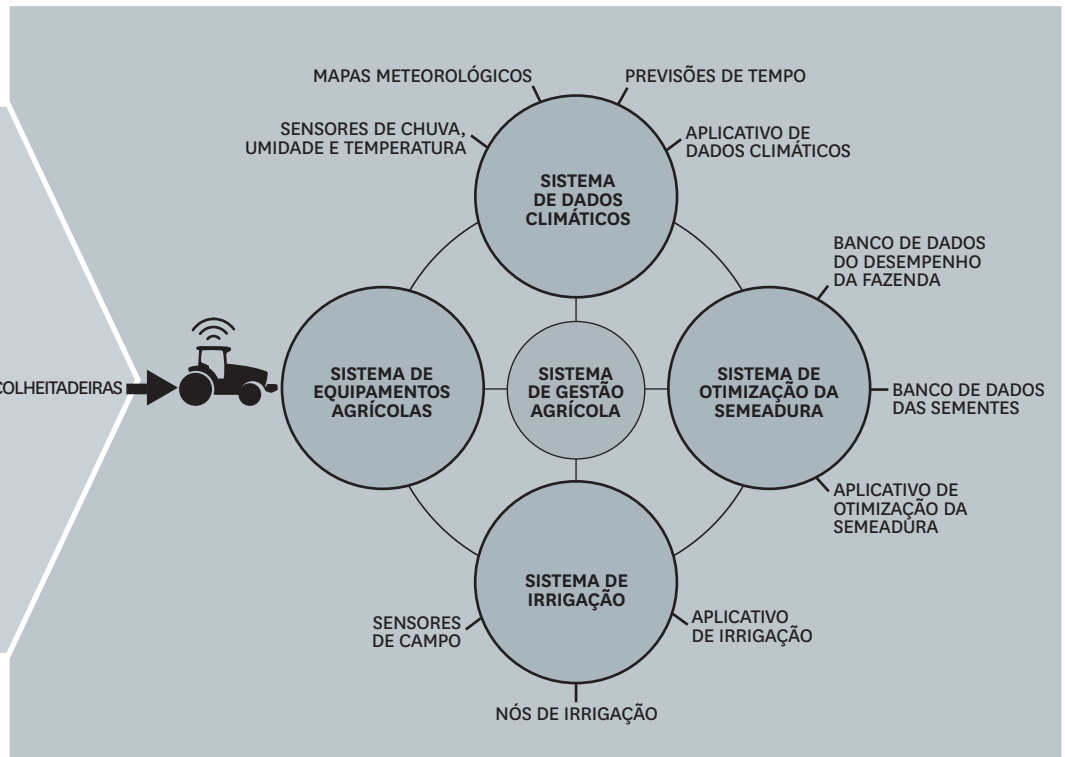 MAPAS METEOROLÓGICOS
PREVISÕES DE TEMPO
SENSORES DE CHUVA,
UMIDADE E TEMPERATURA
APLICATIVO DE
DADOS CLIMÁTICOS
SISTEMA
DE DADOS
CLIMÁTICOS
BANCO DE DADOS
DO DESEMPENHO
DA FAZENDA
COLHEITADEIRAS
SISTEMA DE
EQUIPAMENTOS
AGRÍCOLAS
SISTEMA
DE GESTÃO
AGRÍCOLA
SISTEMA DE
OTIMIZAÇÃO DA
SEMEADURA
BANCO DE DADOS
DAS SEMENTES
APLICATIVO DE
OTIMIZAÇÃO DA
SEMEADURA
SISTEMA DE
IRRIGAÇÃO
SENSORES
DE CAMPO
APLICATIVO
DE IRRIGAÇÃO
NÓS DE IRRIGAÇÃO